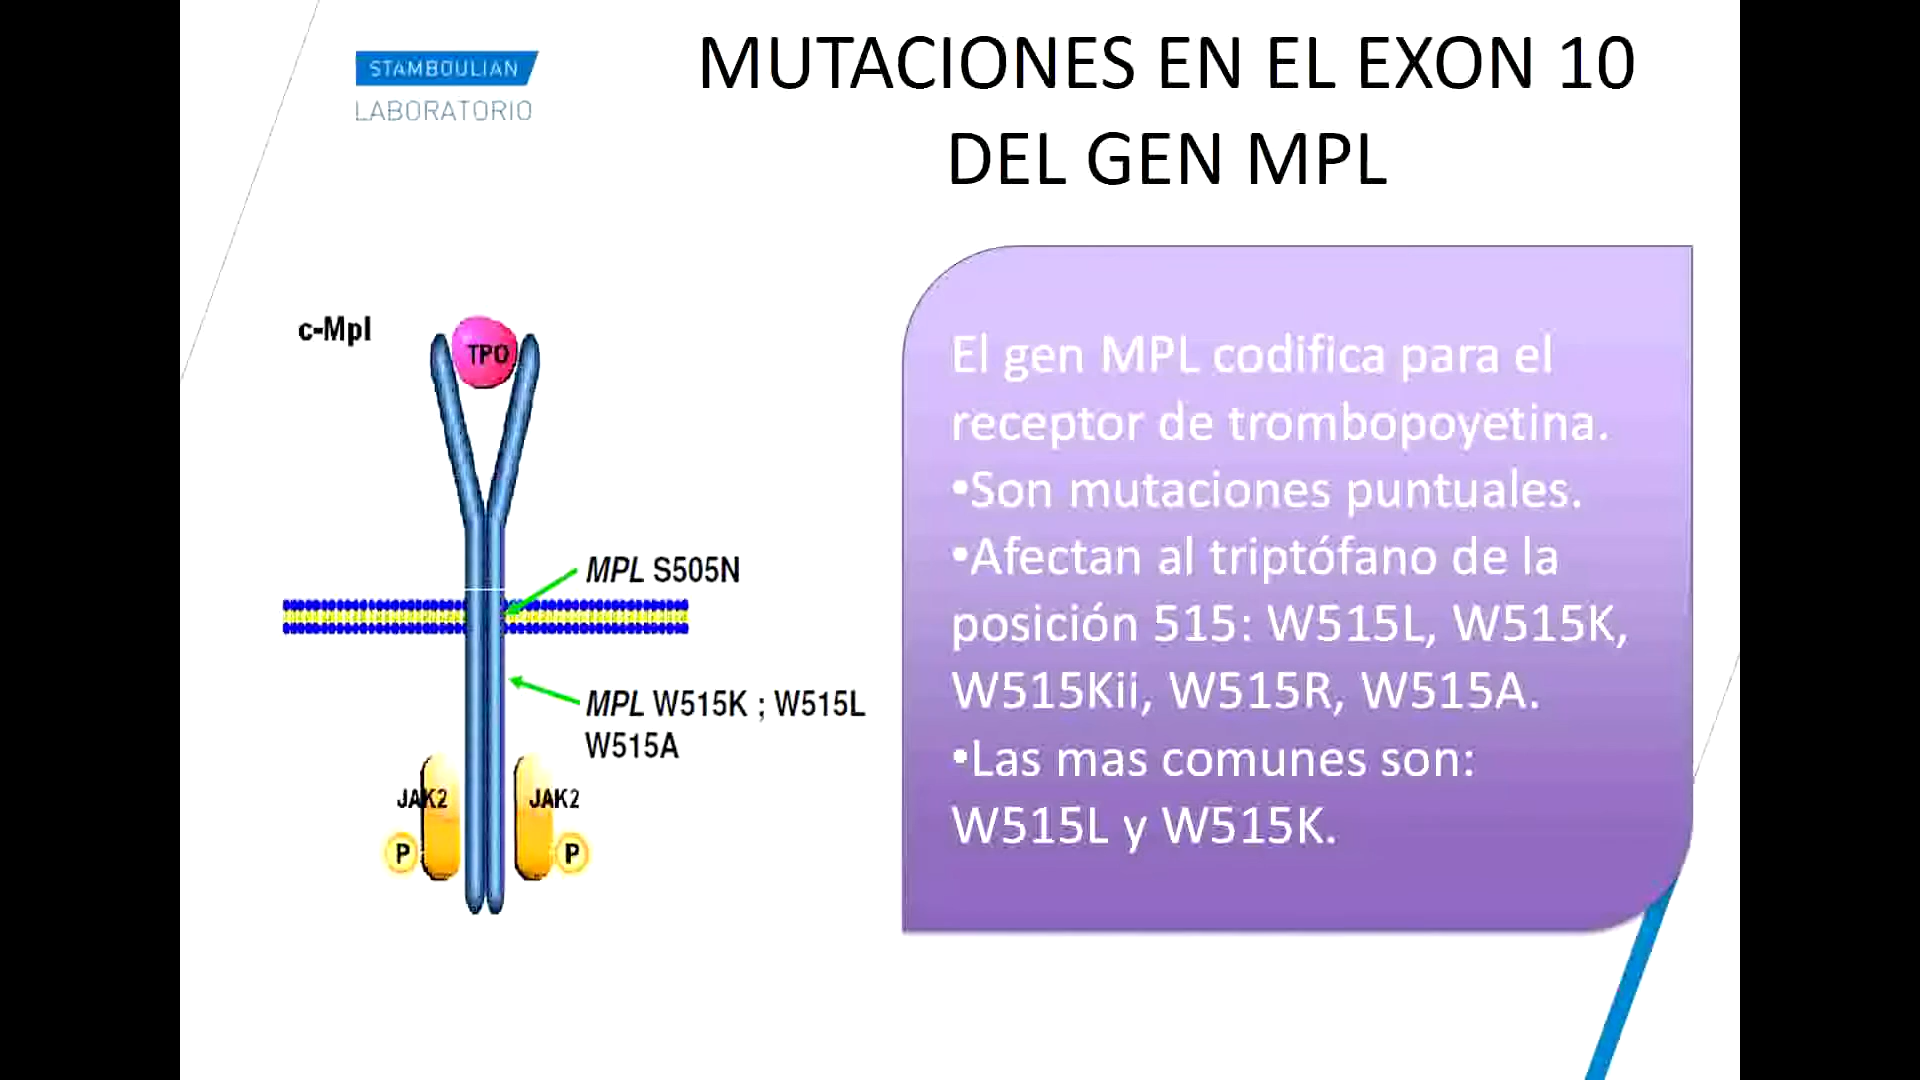 STAMBOULIAN
LABORATORIO
MUTACIONES EN EL EXON 10
DEL GEN MPL
c-Mpl
TPO
MPL S505N
MPL W515K ; W515L
W515A
JAK2
JAK2
P
P
El gen MPL codifica para el
receptor de trombopoyetina.
•Son mutaciones puntuales.
•Afectan al triptófano de la
posición 515: W515L, W515K,
W515Kii, W515R, W515A.
•Las mas comunes son:
W515L y W515K.